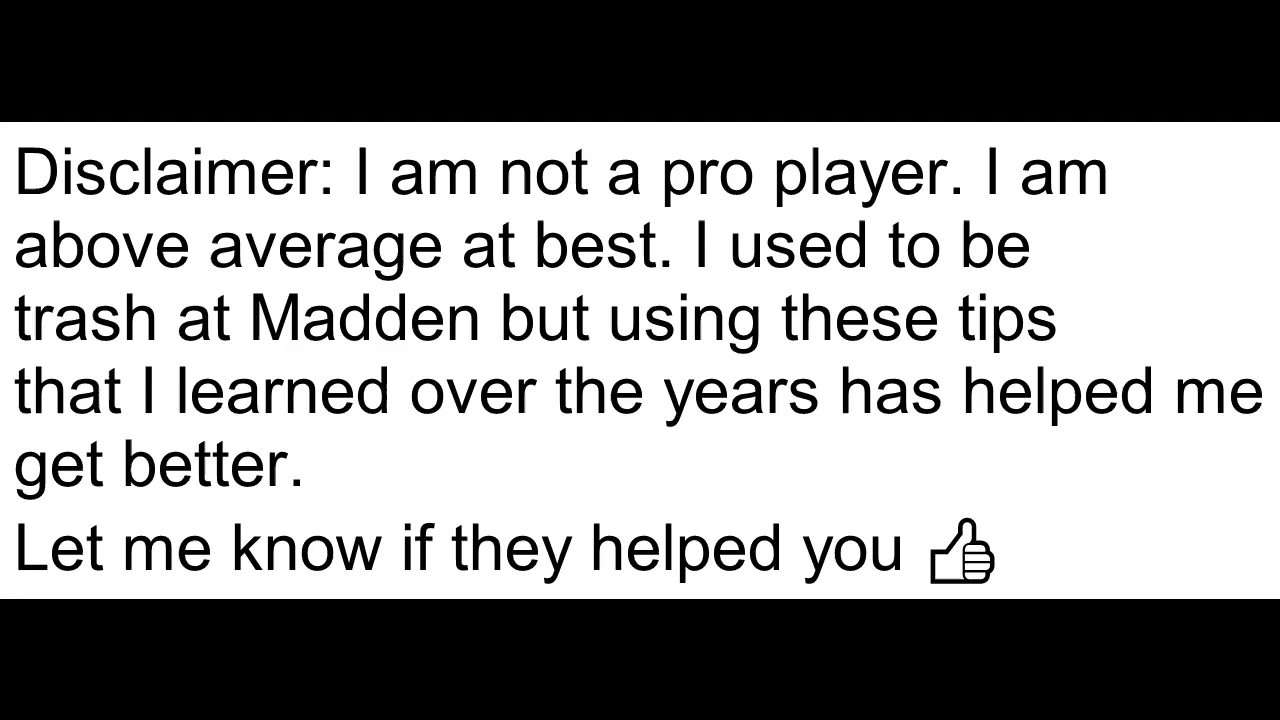 Disclaimer: I am not a pro player. I am
above average at best. I used to be
trash at Madden but using these tips
that I learned over the years has helped me
get better.
Let me know if they helped you 👍